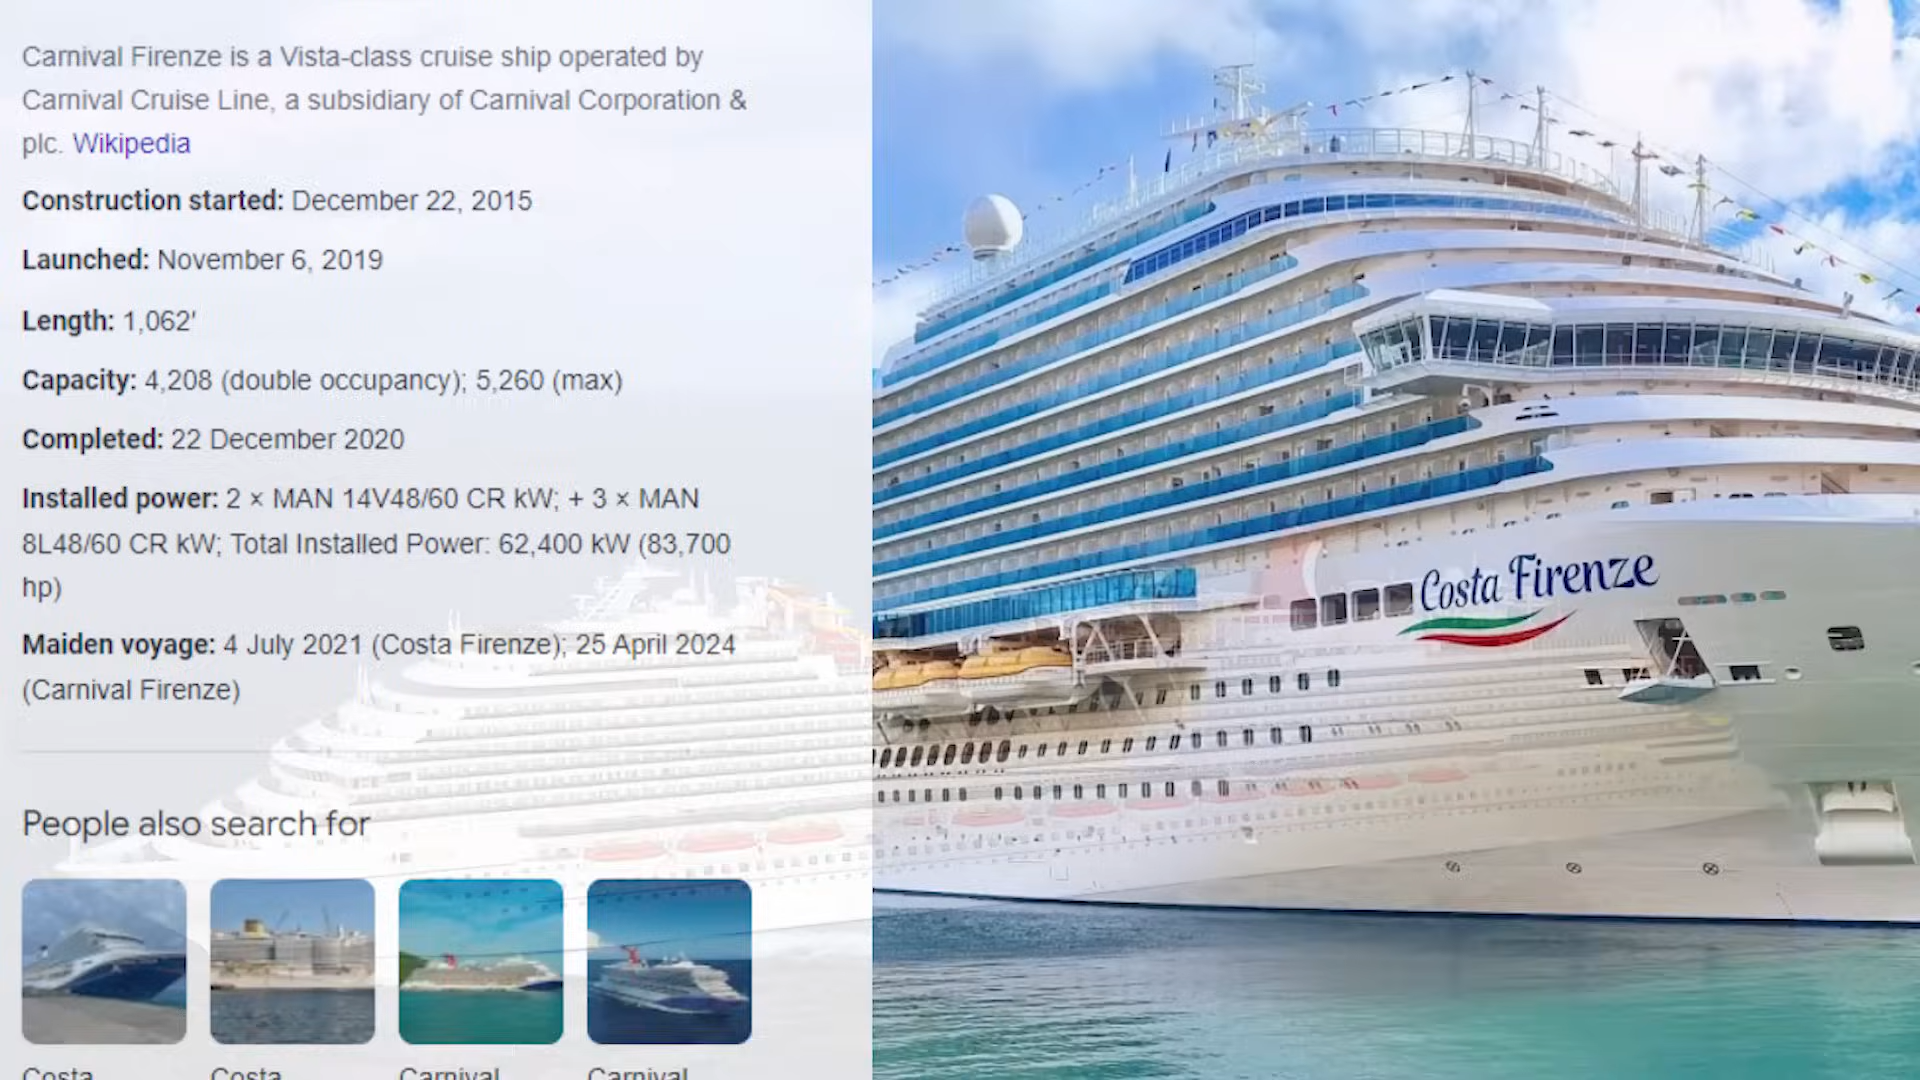 Carnival Firenze is a Vista-class cruise ship operated by
Carnival Cruise Line, a subsidiary of Carnival Corporation &
plc. Wikipedia
Construction started: December 22, 2015
Launched: November 6, 2019
Length: 1,062′
Capacity: 4,208 (double occupancy); 5,260 (max)
Completed: 22 December 2020
Installed power: 2 × MAN 14V48/60 CR kW; + 3 × MAN
8L48/60 CR kW; Total Installed Power: 62,400 kW (83,700
hp)
Maiden voyage: 4 July 2021 (Costa Firenze); 25 April 2024
(Carnival Firenze)
Costa Firenze
People also search for
Costa Costa Carnival Carnival